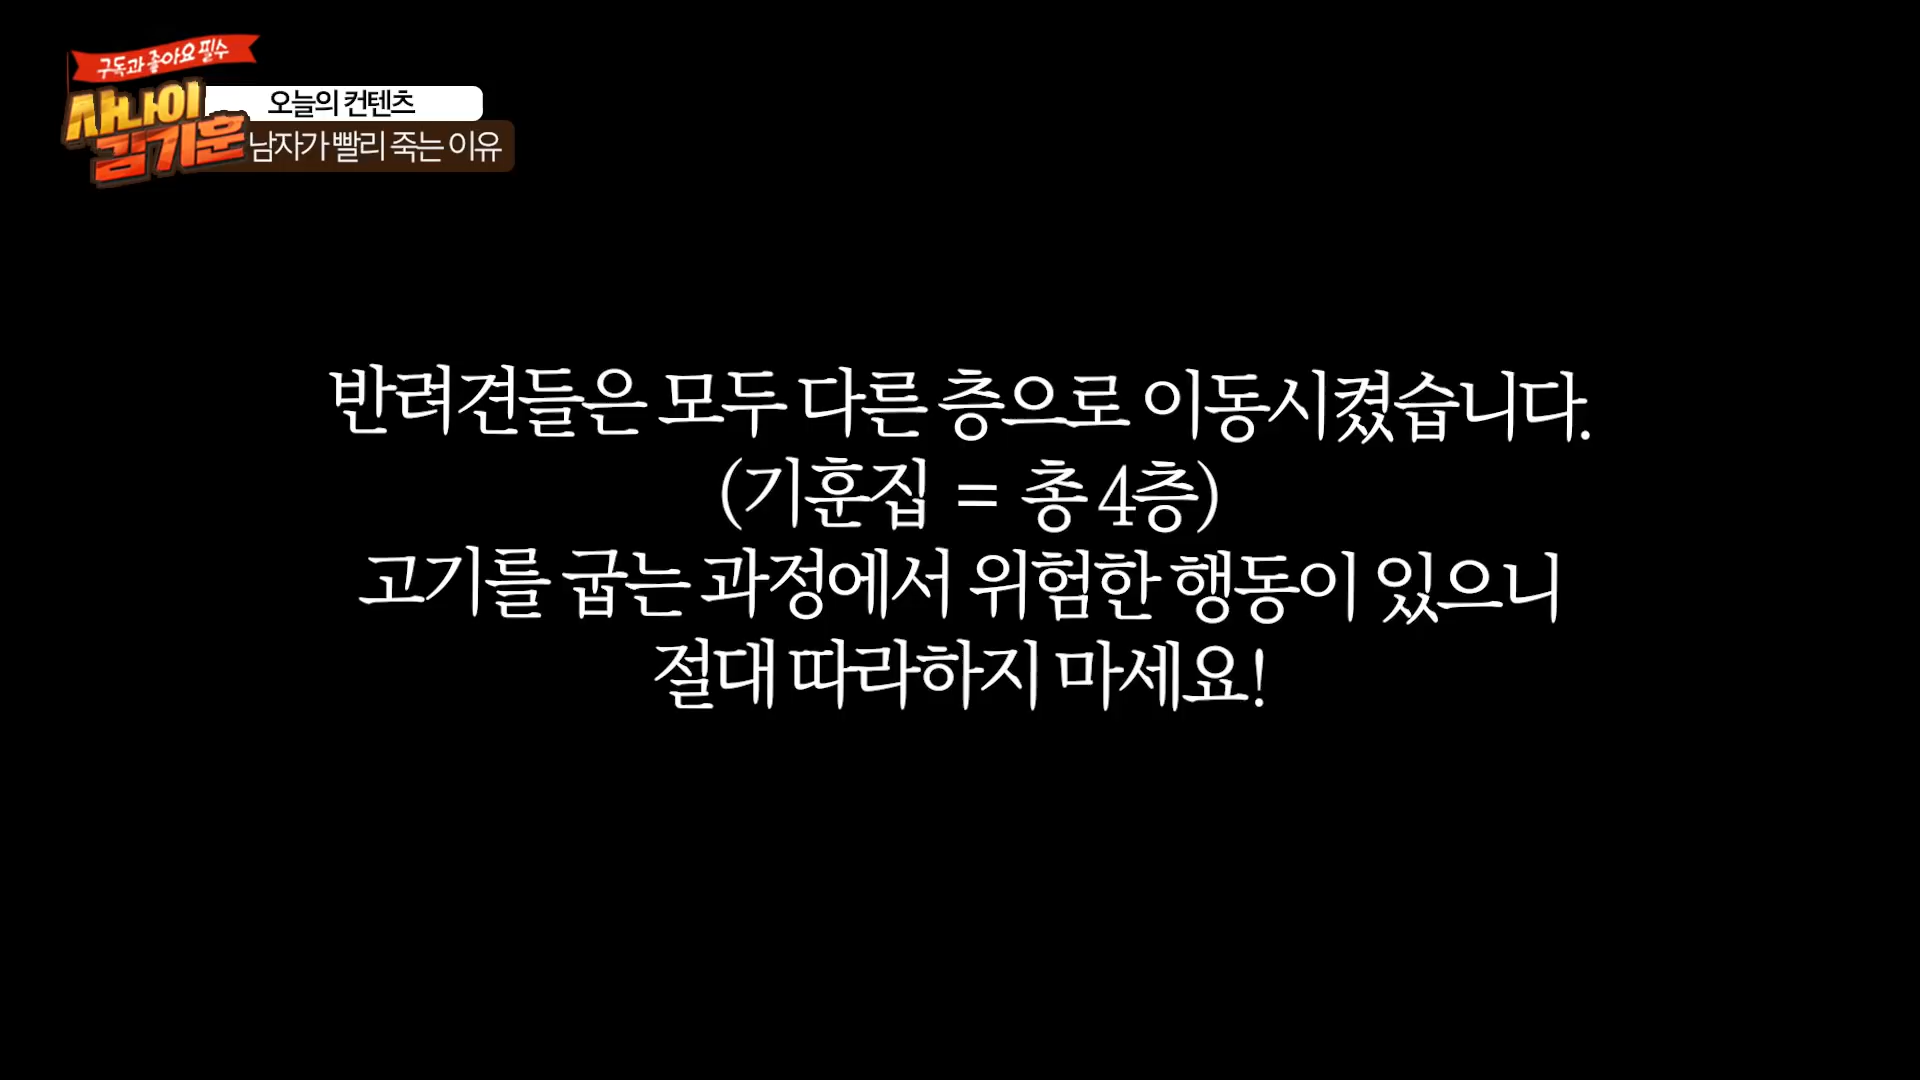 구독과 좋아요 필수
사나이
김기훈
오늘의 컨텐츠
남자가 빨리 죽는 이유
반려견들은 모두 다른 층으로 이동시켰습니다.
(기훈집 = 총 4층)
고기를 굽는 과정에서 위험한 행동이 있으니
절대 따라하지 마세요!